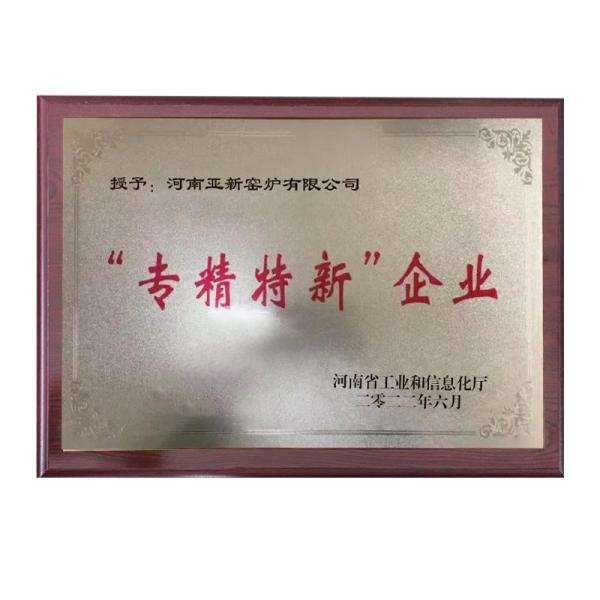 授予：河南亚新窑炉有限公司
“专精特新”企业
河南省工业和信息化厅
二零二二年六月